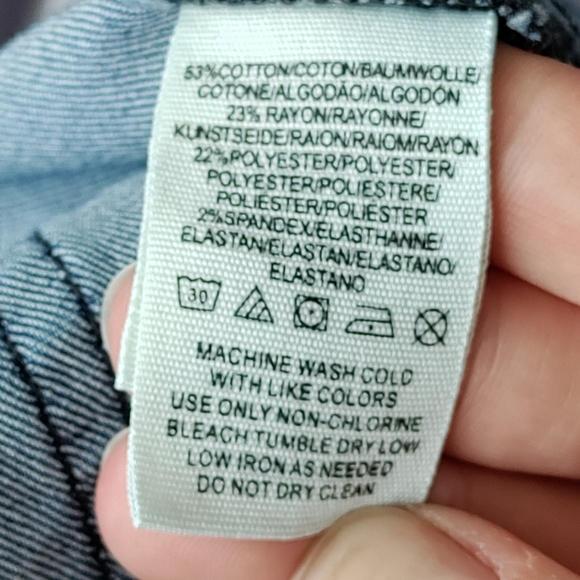 53%COTTON/COTON/BAUMWOLLE/
COTONE/ALGODÃO/ALGODÓN
23% RAYON/RAYONNE/
KUNSTSEIDE/RAION/RAIOM/RAYON
22%POLYESTER/POLYESTER/
POLYESTER/POLIESTERE/
POLIESTER/POLIÉSTER
2%SPANDEX/ELASTHANNE/
ELASTAN/ELASTAN/ELASTANO/
ELASTANO
30
MACHINE WASH COLD
WITH LIKE COLORS
USE ONLY NON-CHLORINE
BLEACH TUMBLE DRY LOW
LOW IRON AS NEEDED
DO NOT DRY CLEAN